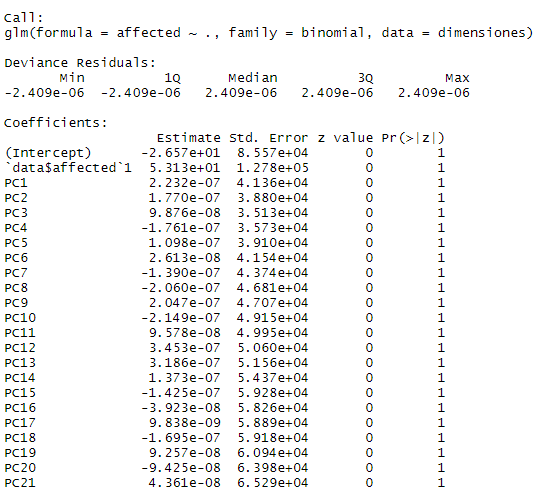 Call:
glm(formula = affected ~ ., family = binomial, data = dimensiones)
Deviance Residuals:
Min 1Q Median 3Q Max
-2.409e-06 -2.409e-06 2.409e-06 2.409e-06 2.409e-06
Coefficients:
Estimate Std. Error z value Pr(>|z|)
(Intercept) -2.657e+01 8.557e+04 0 1
`data$affected`1 5.313e+01 1.278e+05 0 1
PC1 2.232e-07 4.136e+04 0 1
PC2 1.770e-07 3.880e+04 0 1
PC3 9.876e-08 3.513e+04 0 1
PC4 -1.761e-07 3.573e+04 0 1
PC5 1.098e-07 3.910e+04 0 1
PC6 2.613e-08 4.154e+04 0 1
PC7 -1.390e-07 4.374e+04 0 1
PC8 -2.060e-07 4.681e+04 0 1
PC9 2.047e-07 4.707e+04 0 1
PC10 -2.149e-07 4.915e+04 0 1
PC11 9.578e-08 4.995e+04 0 1
PC12 3.453e-07 5.060e+04 0 1
PC13 3.186e-07 5.156e+04 0 1
PC14 1.373e-07 5.437e+04 0 1
PC15 -1.425e-07 5.928e+04 0 1
PC16 -3.923e-08 5.826e+04 0 1
PC17 9.838e-09 5.889e+04 0 1
PC18 -1.695e-07 5.918e+04 0 1
PC19 9.257e-08 6.094e+04 0 1
PC20 -9.425e-08 6.398e+04 0 1
PC21 4.361e-08 6.529e+04 0 1